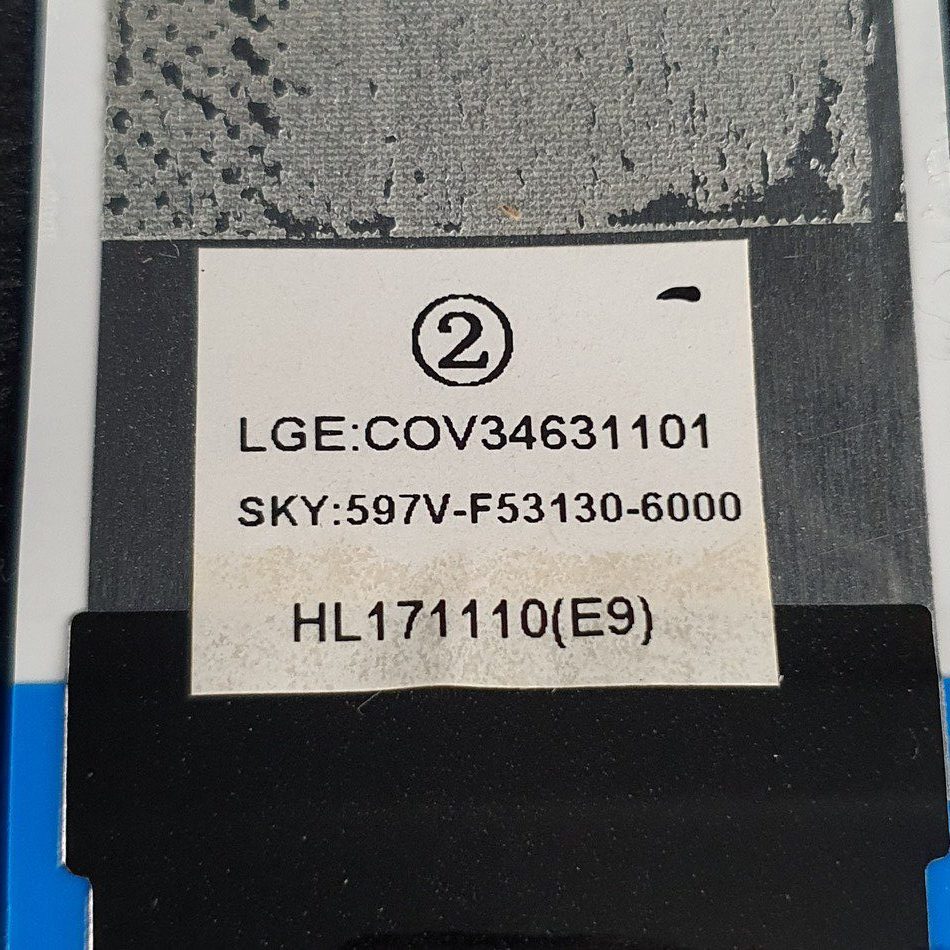 ②
LGE:COV34631101
SKY:597V-F53130-6000
HL171110(E9)